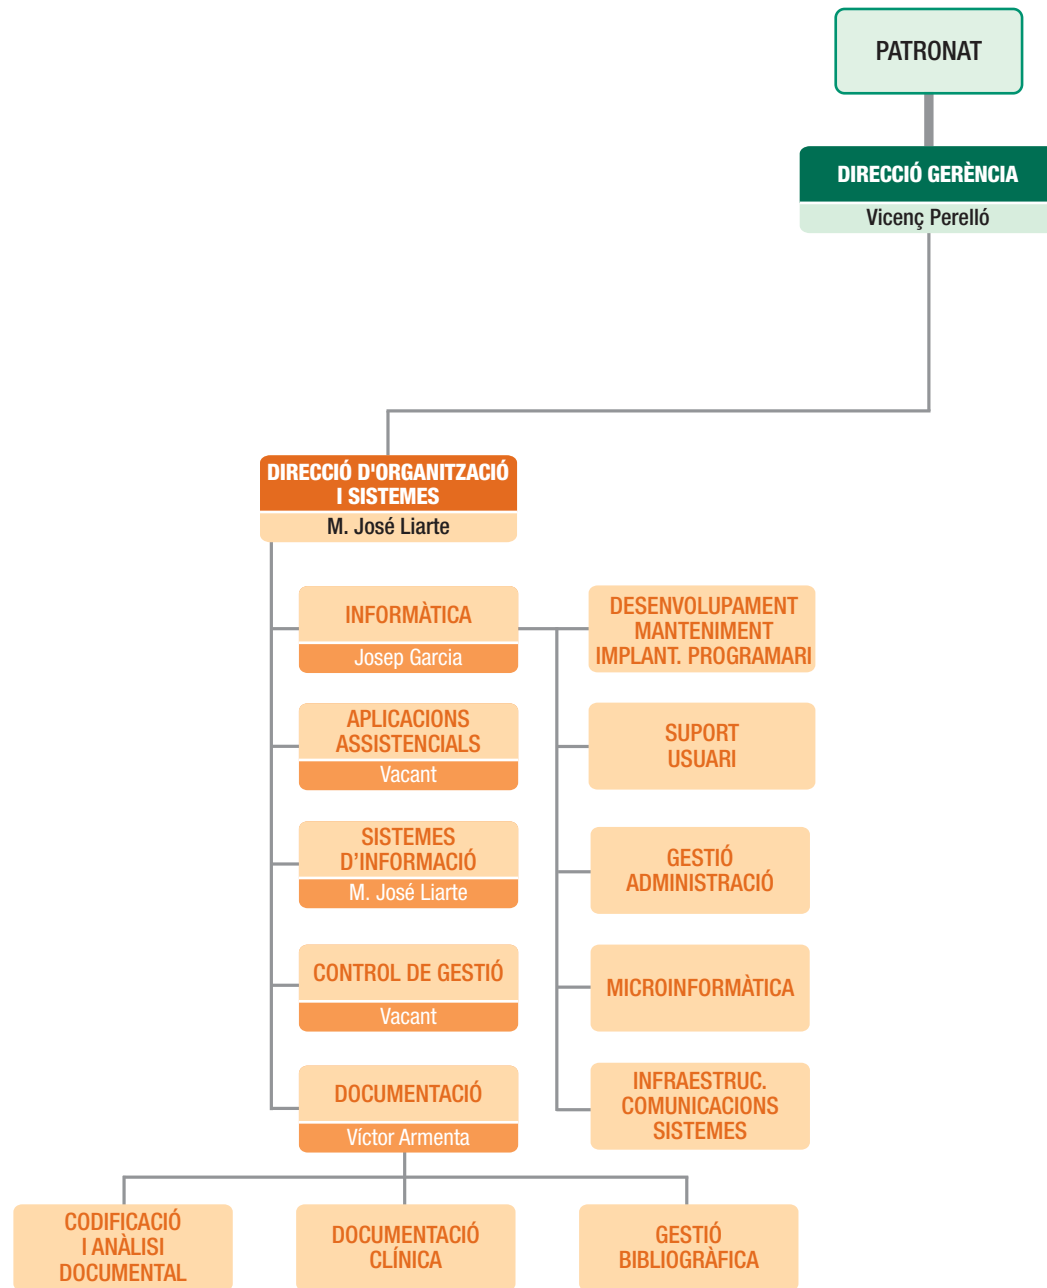 PATRONAT
DIRECCIÓ GERÈNCIA
Vicenç Perelló
DIRECCIÓ D'ORGANITZACIÓ
I SISTEMES
M. José Liarte
INFORMÀTICA
Josep Garcia
DESENVOLUPAMENT
MANTENIMENT
IMPLANT. PROGRAMARI
APLICACIONS
ASSISTENCIALS
Vacant
SUPORT
USUARI
SISTEMES
D’INFORMACIÓ
M. José Liarte
GESTIÓ
ADMINISTRACIÓ
CONTROL DE GESTIÓ
Vacant
MICROINFORMÀTICA
DOCUMENTACIÓ
Víctor Armenta
INFRAESTRUC.
COMUNICACIONS
SISTEMES
CODIFICACIÓ
I ANÀLISI
DOCUMENTAL
DOCUMENTACIÓ
CLÍNICA
GESTIÓ
BIBLIOGRÀFICA